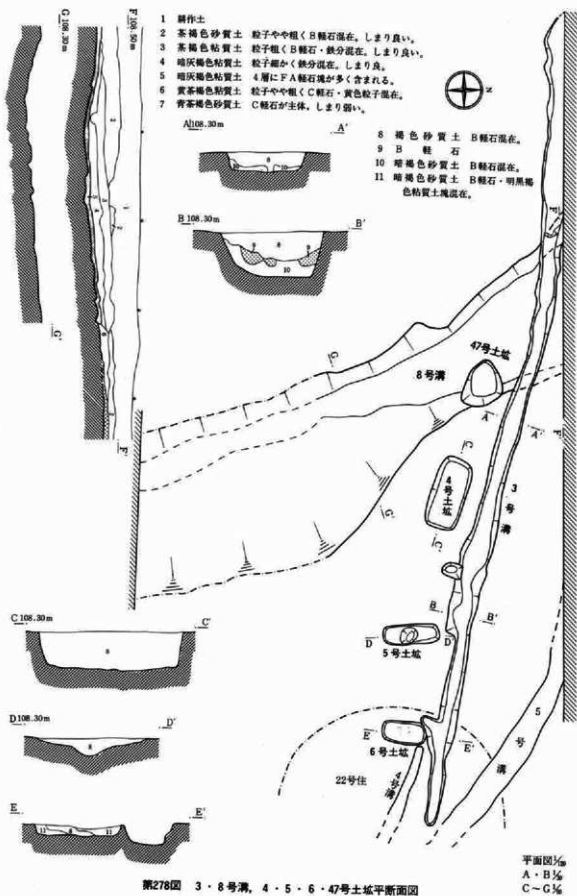 G 108.30m
F 108.50m
1 耕作土
2 茶褐色砂質土 粒子やや粗くB軽石混在。しまり良い。
3 茶褐色粘質土 粒子粗くB軽石・鉄分混在。しまり良い。
4 暗灰褐色粘質土 粒子細かく鉄分混在。しまり良。
5 暗灰褐色粘質土 4層にFA軽石塊が多く含まれる。
6 黄茶褐色粘質土 粒子やや粗くC軽石・黄色粒子混在。
7 青茶褐色砂質土 C軽石が主体。しまり弱い。
N
8 褐色砂質土 B軽石混在。
9 B軽石
10 暗褐色砂質土 B軽石混在。
11 暗褐色砂質土 B軽石・明黒褐
色粘質土塊混在。
A 108.30m A'
8
10
B 108.30m B'
9 8 9
10
G'
F'
F'
G
47号土坑
8号溝
A
A'
F
C
4号土坑
3号溝
G'
C'
B
B'
D
D'
5号土坑
E
E'
6号土坑
22号住
4号溝
5号溝
C 108.30m C'
8
D 108.30m D'
8
E E'
11 8 11
第278図 3・8号溝,4・5・6・47号土坑平断面図
平面図
A・B
C~G